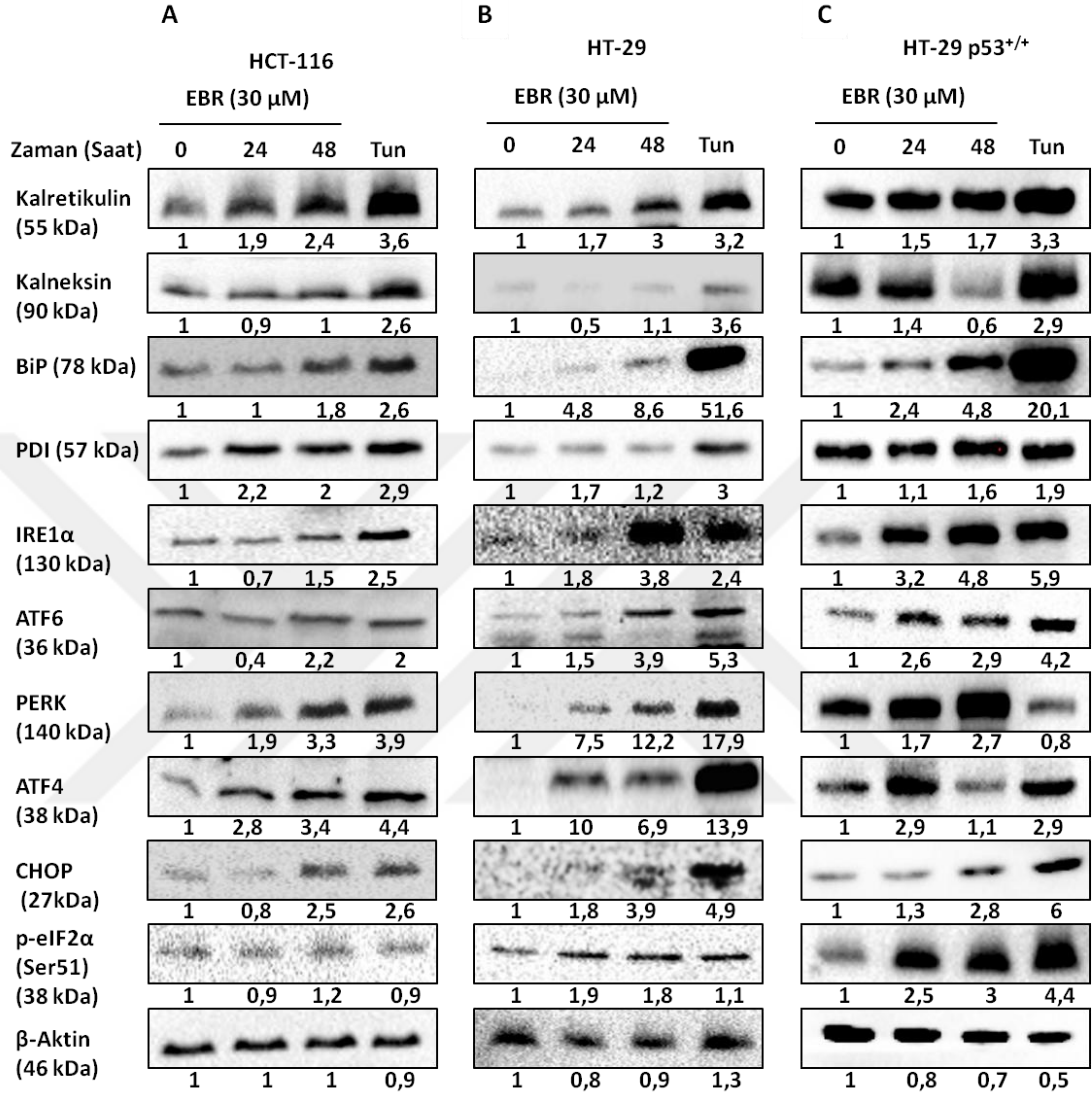 A B C
HCT-116 HT-29 HT-29 p53+/+
EBR (30 µM) EBR (30 µM) EBR (30 µM)
Zaman (Saat) 0 24 48 Tun 0 24 48 Tun 0 24 48 Tun
Kalretikulin
(55 kDa)
1 1,9 2,4 3,6 1 1,7 3 3,2 1 1,5 1,7 3,3
Kalneksin
(90 kDa)
1 0,9 1 2,6 1 0,5 1,1 3,6 1 1,4 0,6 2,9
BiP (78 kDa)
1 1 1,8 2,6 1 4,8 8,6 51,6 1 2,4 4,8 20,1
PDI (57 kDa)
1 2,2 2 2,9 1 1,7 1,2 3 1 1,1 1,6 1,9
IRE1α
(130 kDa)
1 0,7 1,5 2,5 1 1,8 3,8 2,4 1 3,2 4,8 5,9
ATF6
(36 kDa)
1 0,4 2,2 2 1 1,5 3,9 5,3 1 2,6 2,9 4,2
PERK
(140 kDa)
1 1,9 3,3 3,9 1 7,5 12,2 17,9 1 1,7 2,7 0,8
ATF4
(38 kDa)
1 2,8 3,4 4,4 1 10 6,9 13,9 1 2,9 1,1 2,9
CHOP
(27kDa)
1 0,8 2,5 2,6 1 1,8 3,9 4,9 1 1,3 2,8 6
p-eIF2α
(Ser51)
(38 kDa)
1 0,9 1,2 0,9 1 1,9 1,8 1,1 1 2,5 3 4,4
β-Aktin
(46 kDa)
1 1 1 0,9 1 0,8 0,9 1,3 1 0,8 0,7 0,5